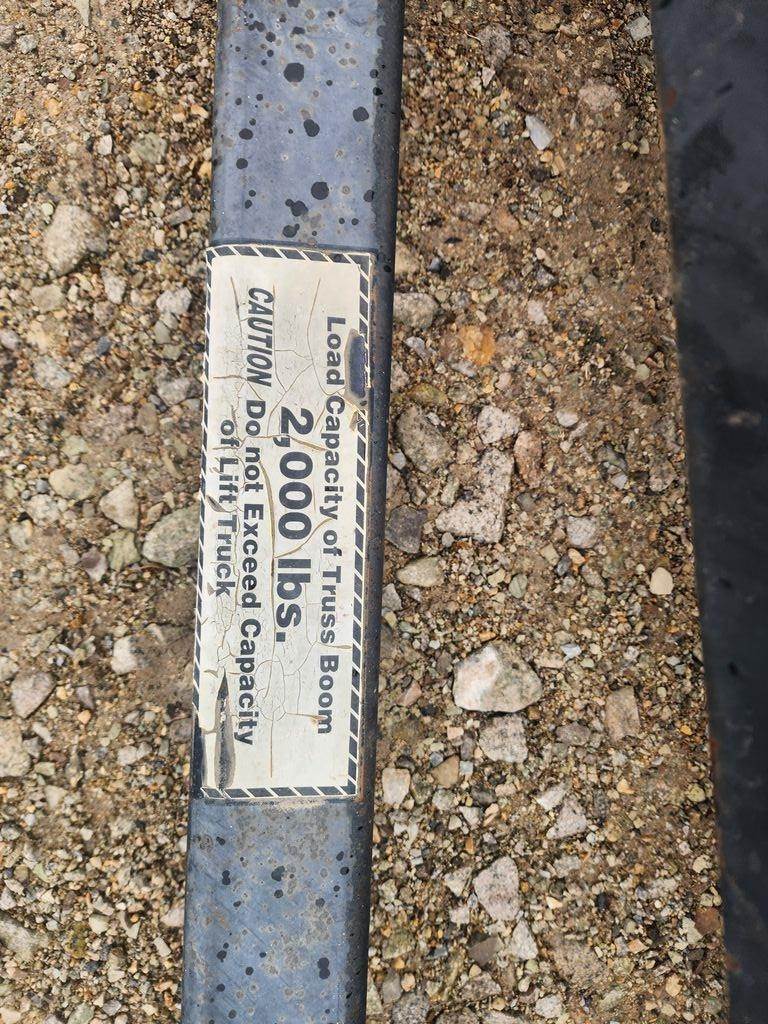 Load Capacity of Truss Boom
2,000 lbs.
CAUTION Do not Exceed Capacity
of Lift Truck